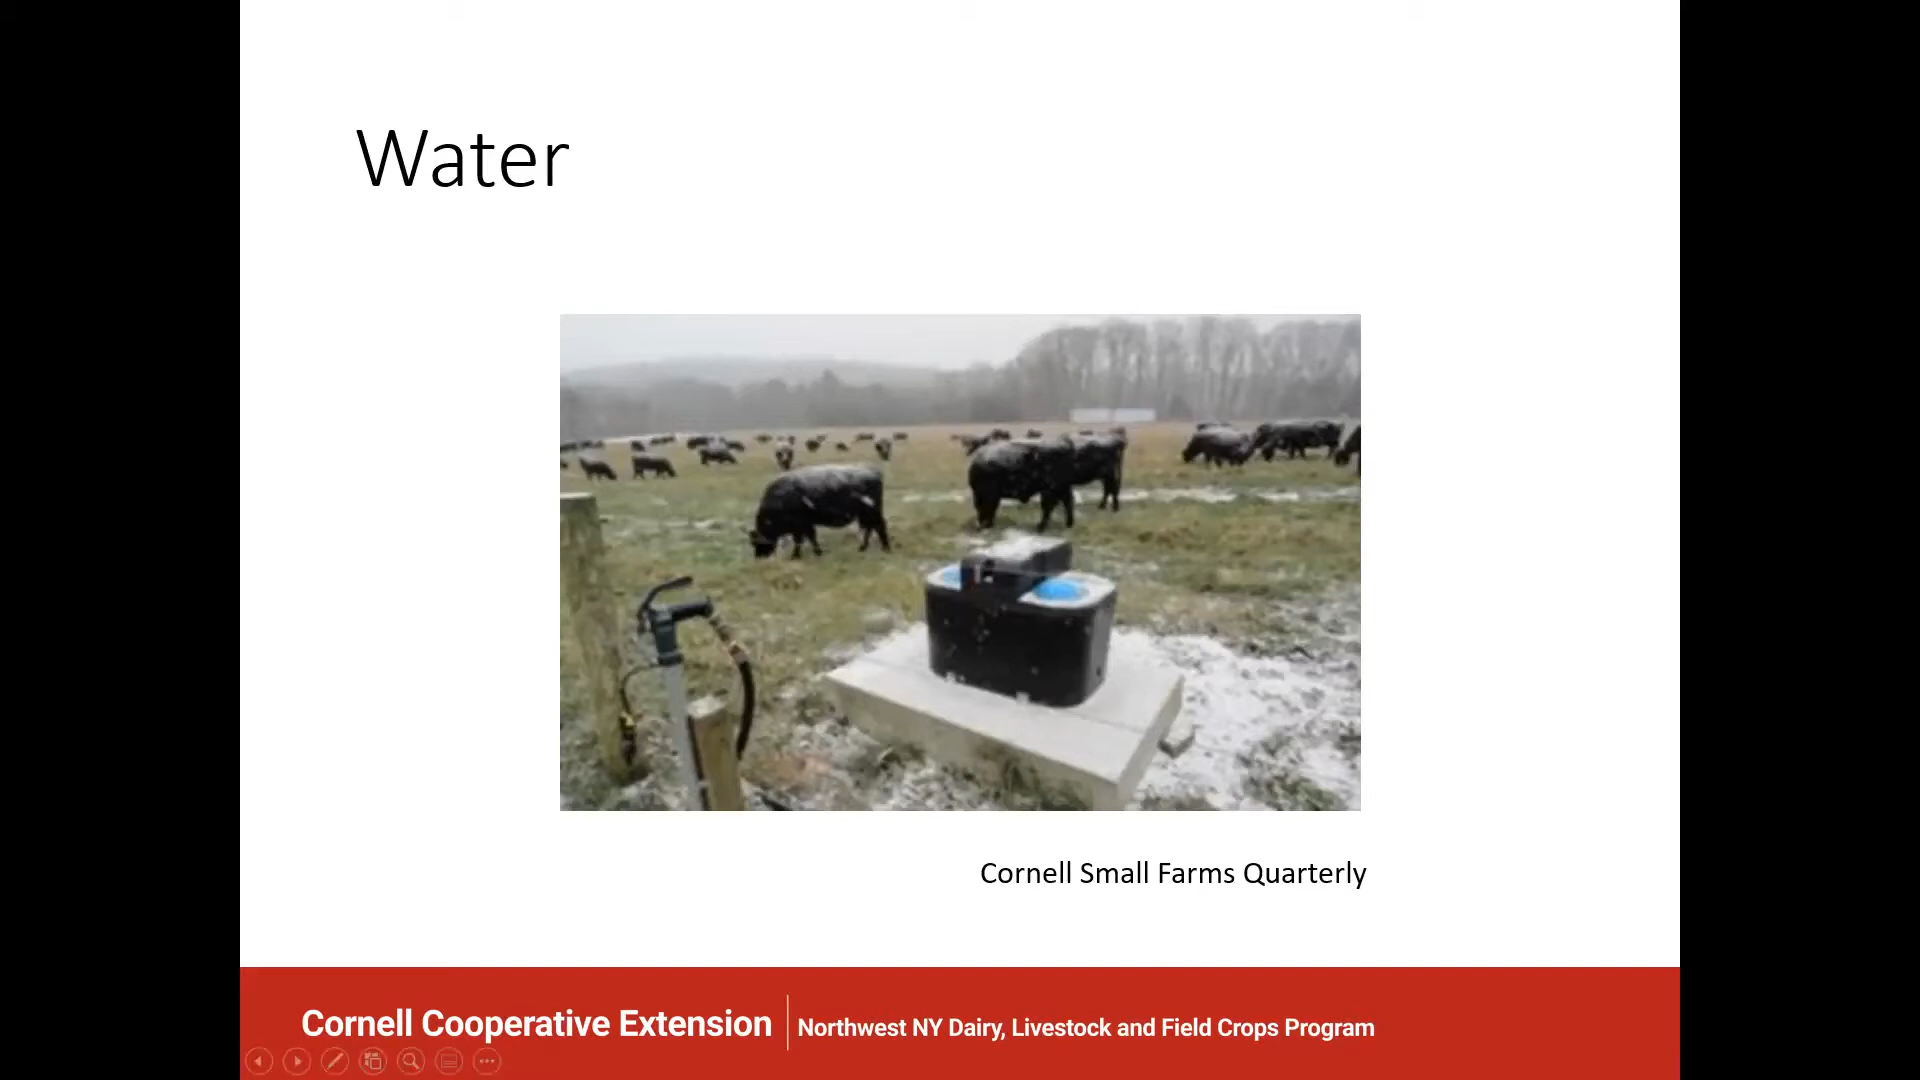 Water
Cornell Small Farms Quarterly
Cornell Cooperative Extension
Northwest NY Dairy, Livestock and Field Crops Program